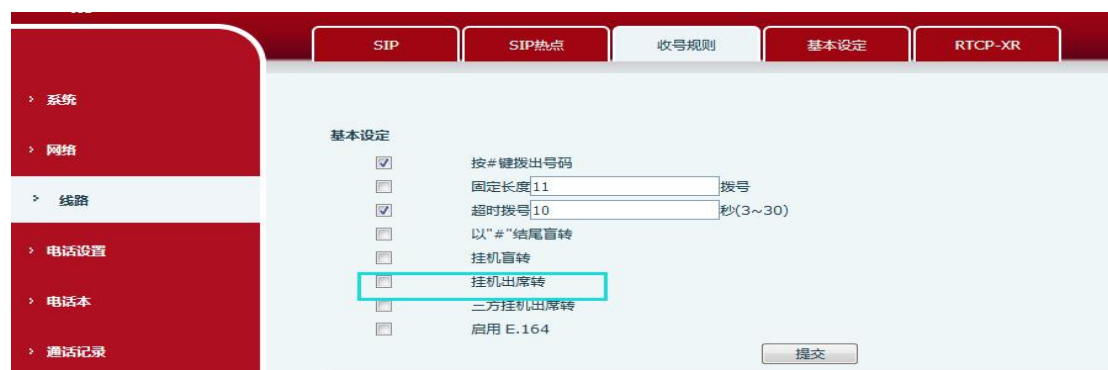 SIP SIP热点 收号规则 基本设定 RTCP-XR
系统
网络
线路
电话设置
电话本
通话记录
基本设定
按#键拨出号码
固定长度 11 拨号
超时拨号 10 秒(3~30)
以"#"结尾盲转
挂机盲转
挂机出席转
三方挂机出席转
启用 E.164
提交